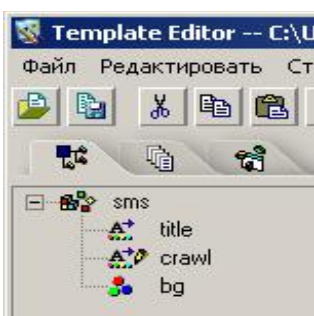 Template Editor -- C:\U
Файл Редактировать Ст
sms
title
crawl
bg